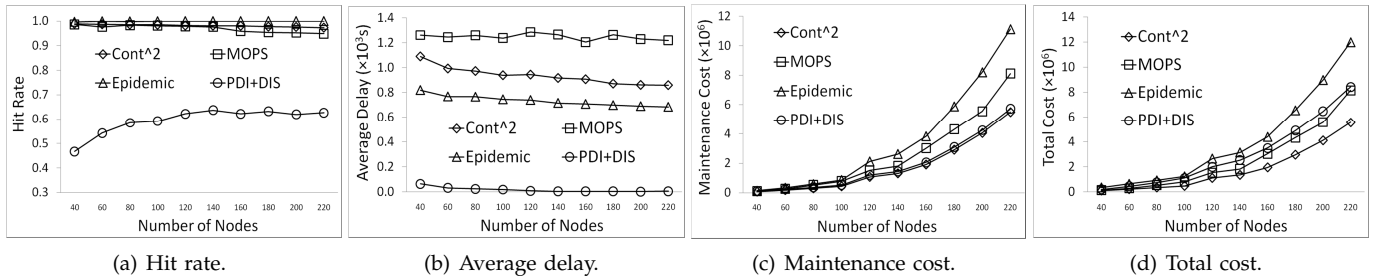 1.0
0.9
0.8
0.7
0.6
0.5
0.4
0.3
Hit Rate
Cont^2 MOPS
Epidemic PDI+DIS
40 60 80 100 120 140 160 180 200 220
Number of Nodes
(a) Hit rate.
1.4
1.2
1.0
0.8
0.6
0.4
0.2
0.0
Average Delay (×10³s)
Cont^2 MOPS
Epidemic PDI+DIS
40 60 80 100 120 140 160 180 200 220
Number of Nodes
(b) Average delay.
12
10
8
6
4
2
0
Maintenance Cost (×10⁶)
Cont^2
MOPS
Epidemic
PDI+DIS
40 60 80 100 120 140 160 180 200 220
Number of Nodes
(c) Maintenance cost.
14
12
10
8
6
4
2
0
Total Cost (×10⁶)
Cont^2
MOPS
Epidemic
PDI+DIS
40 60 80 100 120 140 160 180 200 220
Number of Nodes
(d) Total cost.